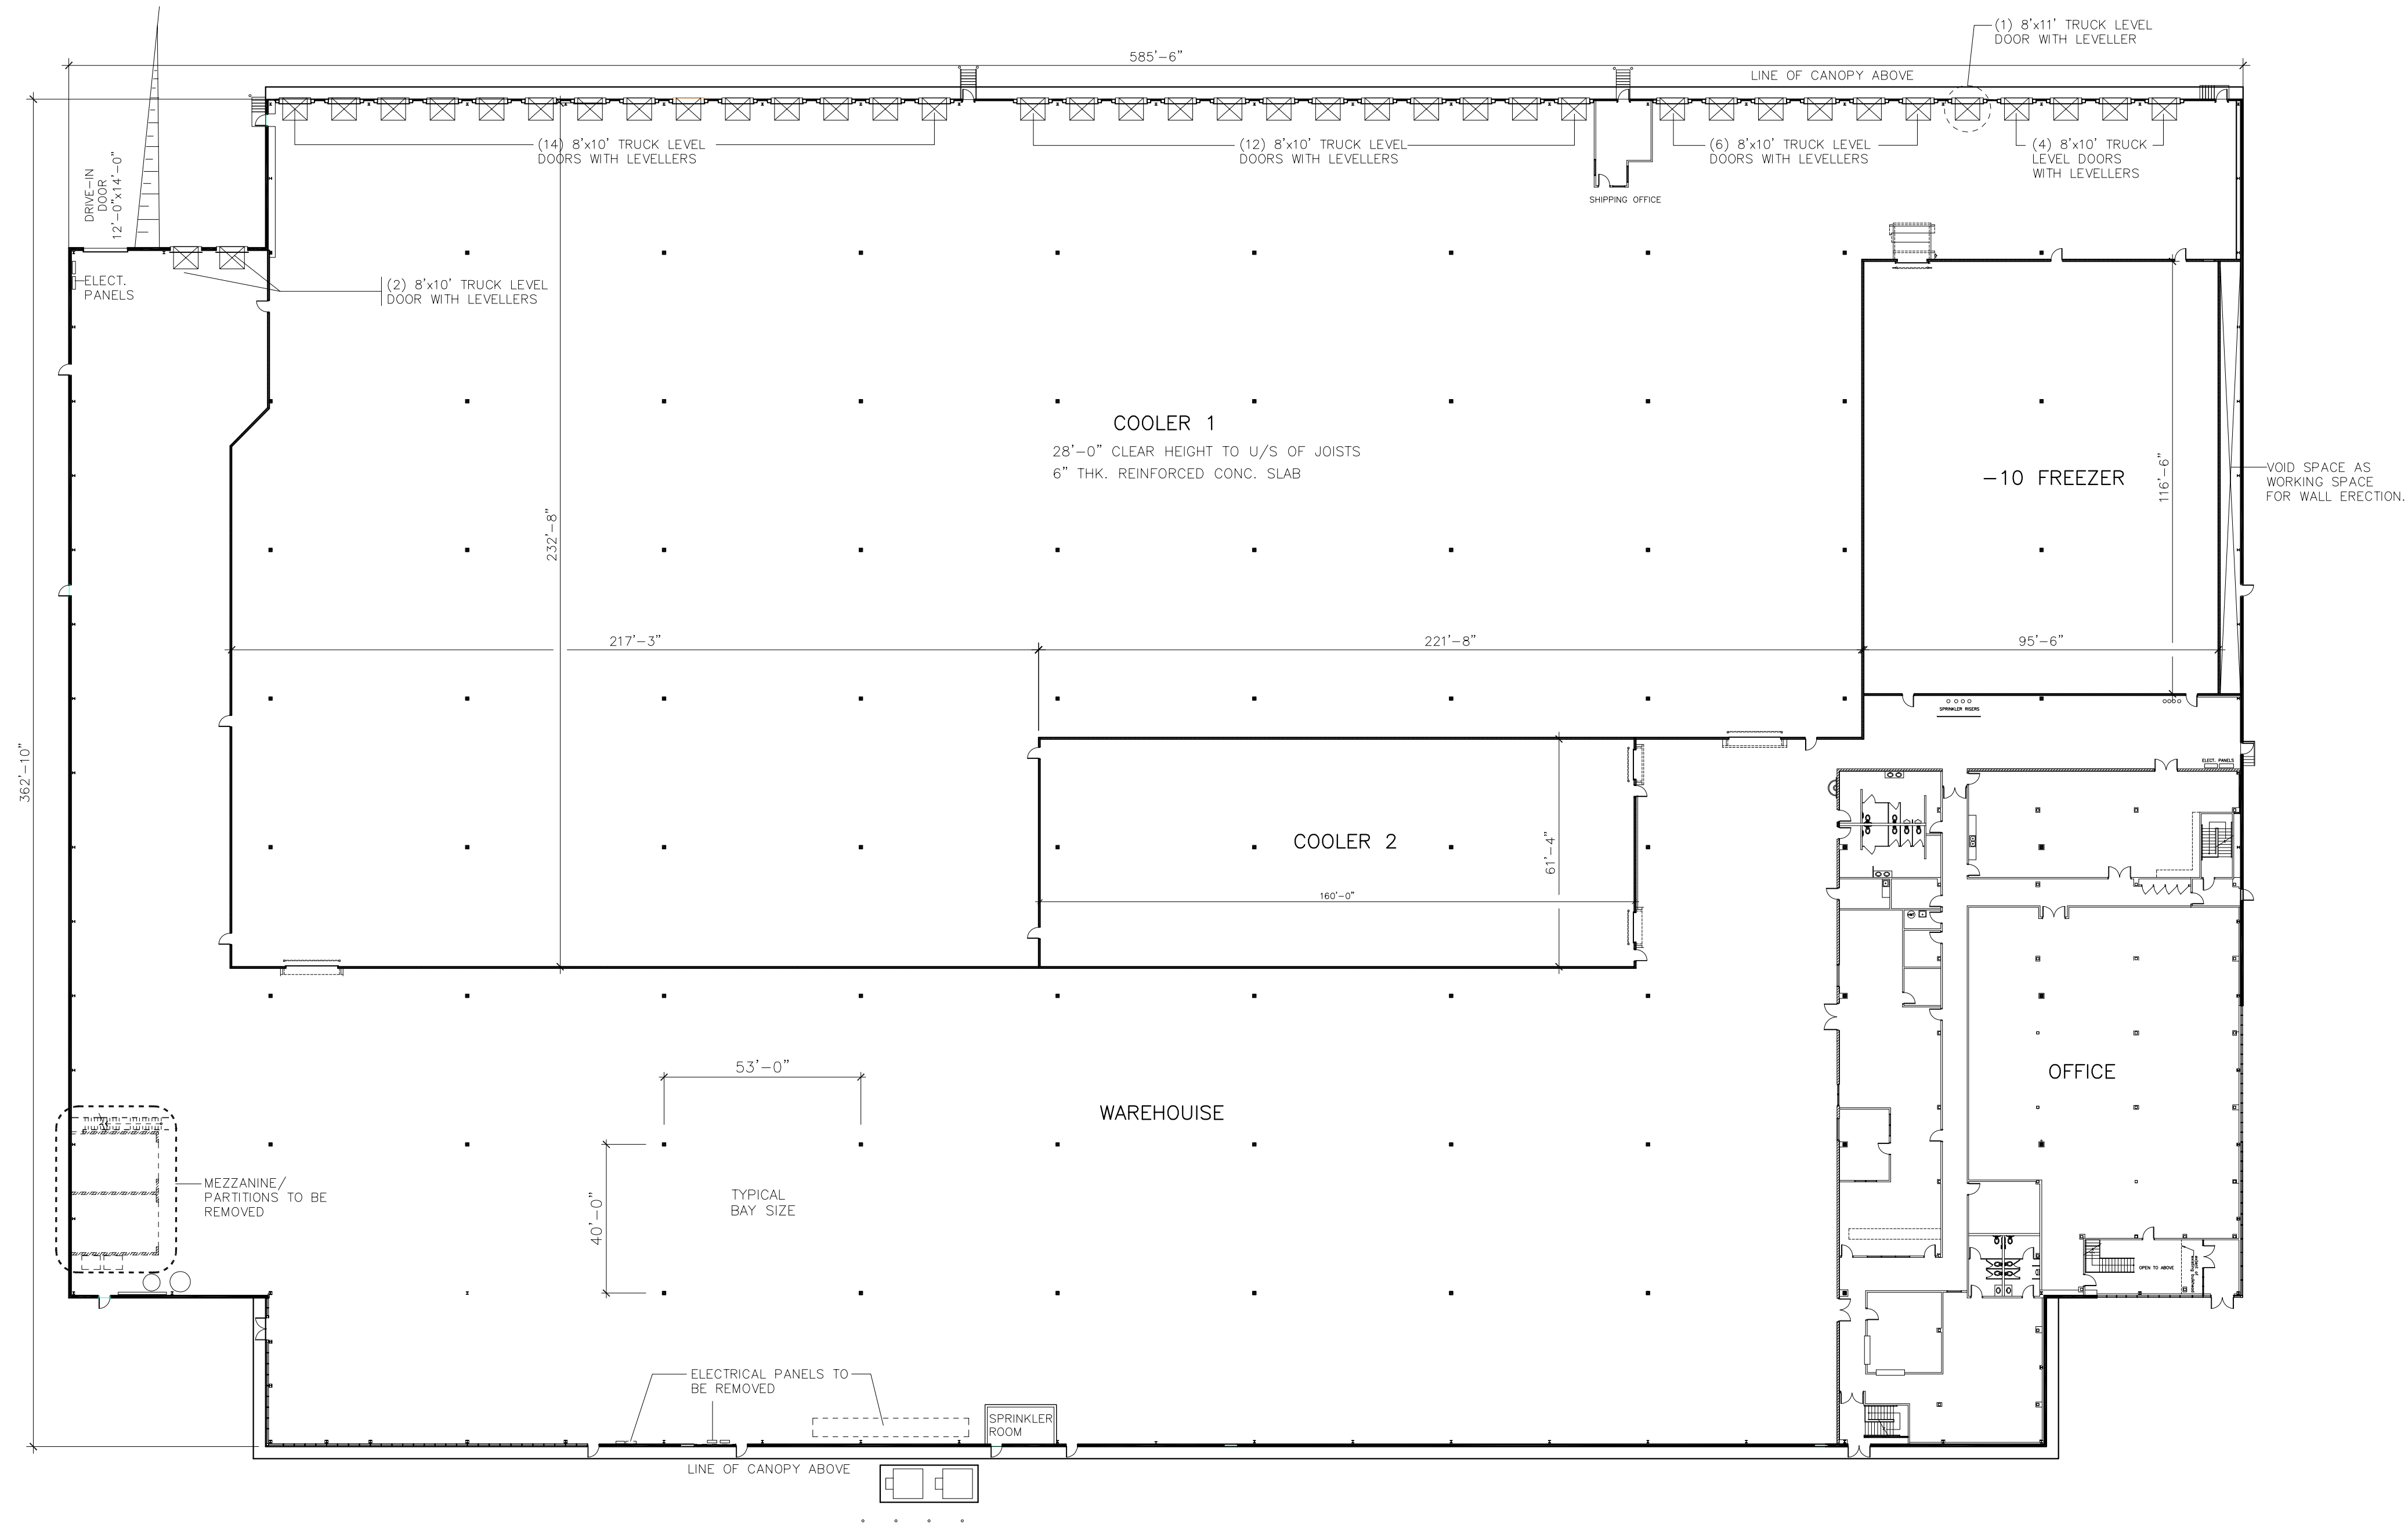 (1) 8'x11' TRUCK LEVEL
DOOR WITH LEVELLER
585'-6"
LINE OF CANOPY ABOVE
(14) 8'x10' TRUCK LEVEL
DOORS WITH LEVELLERS
(12) 8'x10' TRUCK LEVEL
DOORS WITH LEVELLERS
(6) 8'x10' TRUCK LEVEL
DOORS WITH LEVELLERS
(4) 8'x10' TRUCK
LEVEL DOORS
WITH LEVELLERS
DRIVE-IN
DOOR
12'-0"x14'-0"
SHIPPING OFFICE
ELECT.
PANELS
(2) 8'x10' TRUCK LEVEL
DOOR WITH LEVELLERS
COOLER 1
28'-0" CLEAR HEIGHT TO U/S OF JOISTS
6" THK. REINFORCED CONC. SLAB
-10 FREEZER
116'-6"
VOID SPACE AS
WORKING SPACE
FOR WALL ERECTION.
232'-8"
217'-3"
221'-8"
95'-6"
SPRINKLER RISERS
362'-10"
ELECT. PANELS
COOLER 2
61'-4"
160'-0"
53'-0"
WAREHOUISE
OFFICE
40'-0"
TYPICAL
BAY SIZE
MEZZANINE/
PARTITIONS TO BE
REMOVED
OPEN TO ABOVE
ELECTRICAL PANELS TO
BE REMOVED
SPRINKLER
ROOM
LINE OF CANOPY ABOVE